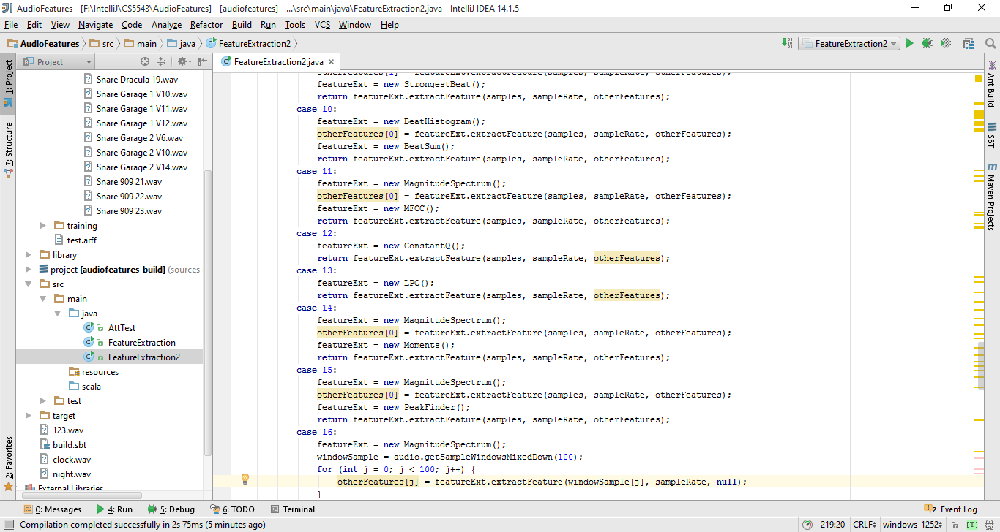 AudioFeatures - [F:\IntelliJ\CS5543\AudioFeatures] - [audiofeatures] - ...\src\main\java\FeatureExtraction2.java - IntelliJ IDEA 14.1.5
File Edit View Navigate Code Analyze Refactor Build Run Tools VCS Window Help
AudioFeatures src main java FeatureExtraction2
FeatureExtraction2
Project
FeatureExtraction2.java
1: Project
7: Structure
2: Favorites
Snare Dracula 19.wav
Snare Garage 1 V10.wav
Snare Garage 1 V11.wav
Snare Garage 1 V12.wav
Snare Garage 2 V6.wav
Snare Garage 2 V10.wav
Snare Garage 2 V14.wav
Snare 909 21.wav
Snare 909 22.wav
Snare 909 23.wav
training
test.arff
library
project [audiofeatures-build] (sources
src
main
java
AttTest
FeatureExtraction
FeatureExtraction2
resources
scala
test
target
123.wav
build.sbt
clock.wav
night.wav
External Libraries
otherFeatures[1] = featureExt.extractFeature(samples, sampleRate, otherFeatures);
featureExt = new StrongestBeat();
return featureExt.extractFeature(samples, sampleRate, otherFeatures);
case 10:
featureExt = new BeatHistogram();
otherFeatures[0] = featureExt.extractFeature(samples, sampleRate, otherFeatures);
featureExt = new BeatSum();
return featureExt.extractFeature(samples, sampleRate, otherFeatures);
case 11:
featureExt = new MagnitudeSpectrum();
otherFeatures[0] = featureExt.extractFeature(samples, sampleRate, otherFeatures);
featureExt = new MFCC();
return featureExt.extractFeature(samples, sampleRate, otherFeatures);
case 12:
featureExt = new ConstantQ();
return featureExt.extractFeature(samples, sampleRate, otherFeatures);
case 13:
featureExt = new LPC();
return featureExt.extractFeature(samples, sampleRate, otherFeatures);
case 14:
featureExt = new MagnitudeSpectrum();
otherFeatures[0] = featureExt.extractFeature(samples, sampleRate, otherFeatures);
featureExt = new Moments();
return featureExt.extractFeature(samples, sampleRate, otherFeatures);
case 15:
featureExt = new MagnitudeSpectrum();
otherFeatures[0] = featureExt.extractFeature(samples, sampleRate, otherFeatures);
featureExt = new PeakFinder();
return featureExt.extractFeature(samples, sampleRate, otherFeatures);
case 16:
featureExt = new MagnitudeSpectrum();
windowSample = audio.getSampleWindowsMixedDown(100);
for (int j = 0; j < 100; j++) {
otherFeatures[j] = featureExt.extractFeature(windowSample[j], sampleRate, null);
}
Ant Build
SBT
Maven Projects
0: Messages 4: Run 5: Debug 6: TODO Terminal 2 Event Log
Compilation completed successfully in 2s 75ms (5 minutes ago) 219:20 CRLF windows-1252 [T]